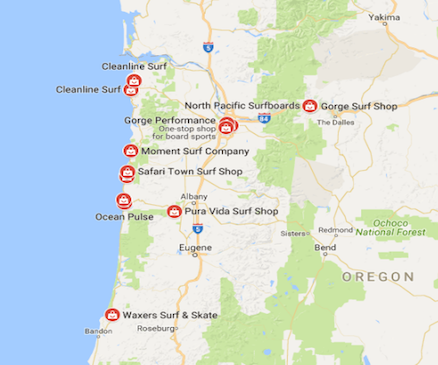 Yakima
5
Cleanline Surf
Cleanline Surf
North Pacific Surfboards
Gorge Surf Shop
84
The Dalles
Gorge Performance
One-stop shop
for board sports
Moment Surf Company
Safari Town Surf Shop
Albany
Pura Vida Surf Shop
Ocean Pulse
5
Eugene
Sisters
Redmond
Bend
Ochoco
National Forest
OREGON
Waxers Surf & Skate
Bandon
Roseburg